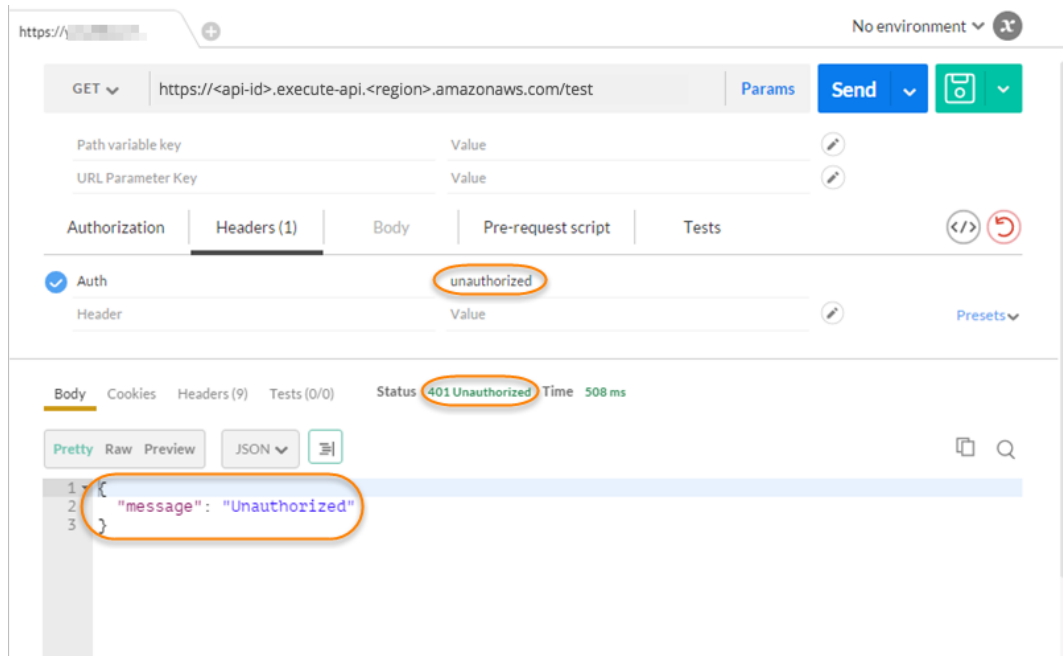 https://y
No environment
x
GET https://<api-id>.execute-api.<region>.amazonaws.com/test Params Send
Path variable key Value
URL Parameter Key Value
Authorization Headers (1) Body Pre-request script Tests </>
Auth unauthorized
Header Value Presets
Body Cookies Headers (9) Tests (0/0) Status 401 Unauthorized Time 508 ms
Pretty Raw Preview JSON
1 {
2 "message": "Unauthorized"
3 }